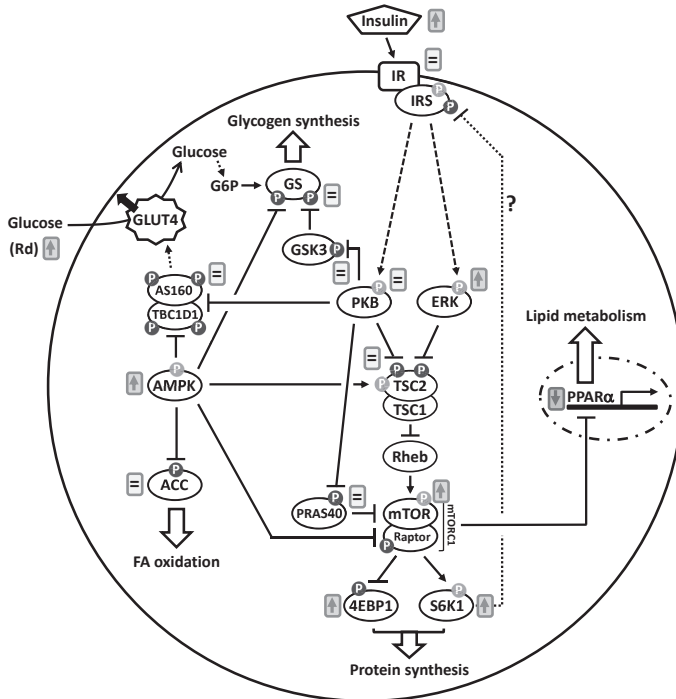 Insulin
=
IR
P
IRS
P
Glycogen synthesis
Glucose
G6P
GS
P
P
=
?
GLUT4
Glucose
(Rd)
GSK3
P
=
P
P
=
AS160
TBC1D1
P
P
P
=
PKB
P
ERK
Lipid metabolism
P
AMPK
=
P
P
P
TSC2
TSC1
PPARα
P
=
ACC
Rheb
P
=
PRAS40
P
mTOR
Raptor
P
mTORC1
FA oxidation
P
4EBP1
P
S6K1
Protein synthesis